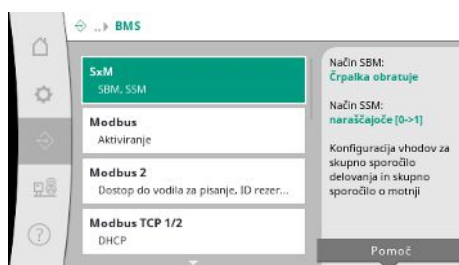 ..▸ BMS
SxM
SBM, SSM
Modbus
Aktiviranje
Modbus 2
Dostop do vodila za pisanje, ID rezer...
Modbus TCP 1/2
DHCP
Način SBM:
Črpalka obratuje
Način SSM:
naraščajoče [0->1]
Konfiguracija vhodov za
skupno sporočilo
delovanja in skupno
sporočilo o motnji
Pomoč